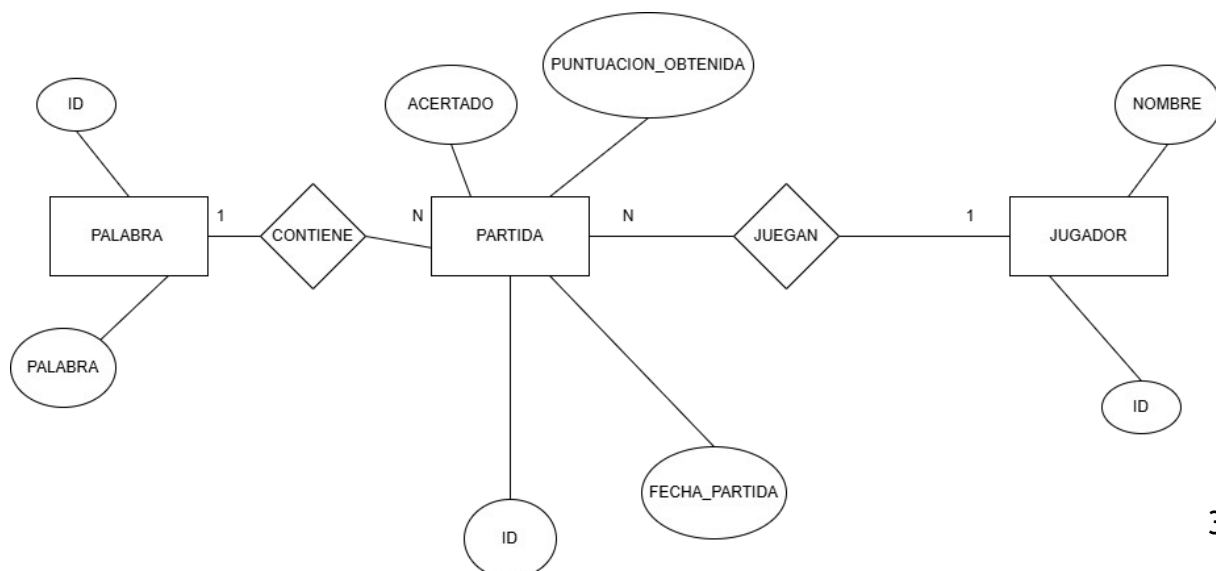 PUNTUACION_OBTENIDA
ID
ACERTADO
NOMBRE
1
N
N
1
PALABRA
CONTIENE
PARTIDA
JUEGAN
JUGADOR
PALABRA
ID
FECHA_PARTIDA
ID
3